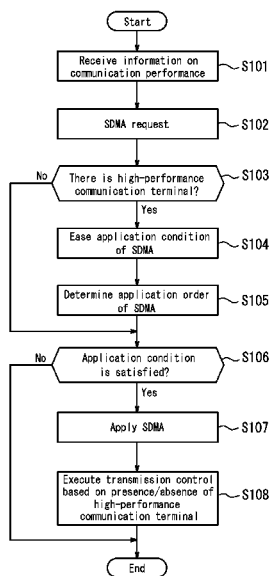 Start
Receive information on
communication performance
S101
SDMA request
S102
There is high-performance
communication terminal?
S103
No
Yes
Ease application condition
of SDMA
S104
Determine application order
of SDMA
S105
Application condition
is satisfied?
S106
No
Yes
Apply SDMA
S107
Execute transmission control
based on presence/absence of
high-performance
communication terminal
S108
End